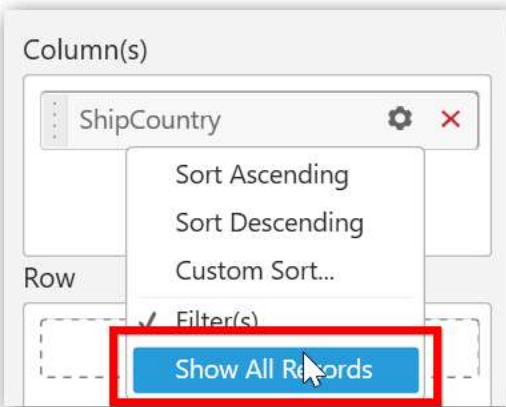 Column(s)
ShipCountry
Sort Ascending
Sort Descending
Custom Sort...
Row
Filter(s)
Show All Records